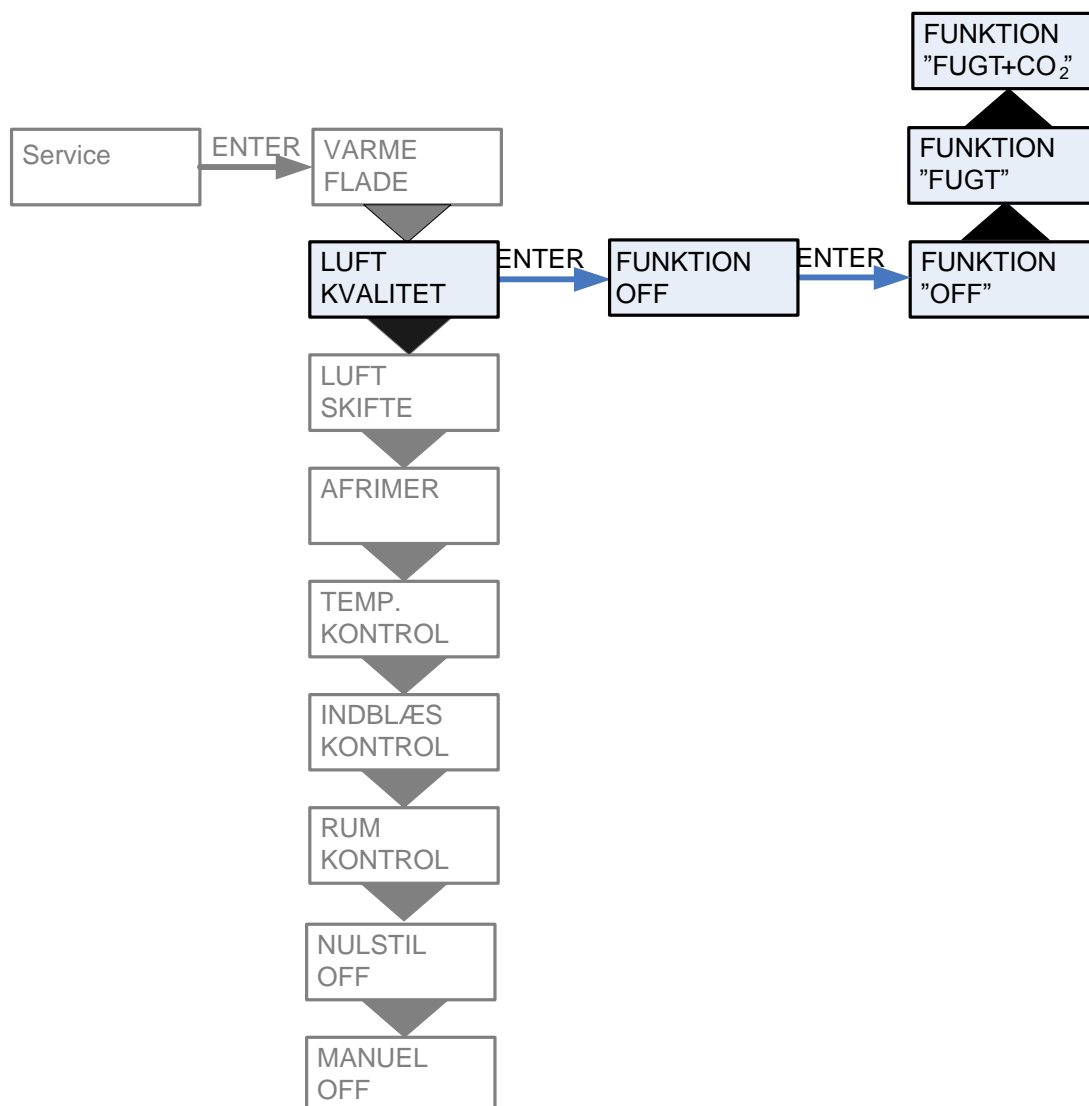 FUNKTION
”FUGT+CO₂”
Service
ENTER
VARME
FLADE
FUNKTION
”FUGT”
LUFT
KVALITET
ENTER
FUNKTION
OFF
ENTER
FUNKTION
”OFF”
LUFT
SKIFTE
AFRIMER
TEMP.
KONTROL
INDBLÆS
KONTROL
RUM
KONTROL
NULSTIL
OFF
MANUEL
OFF